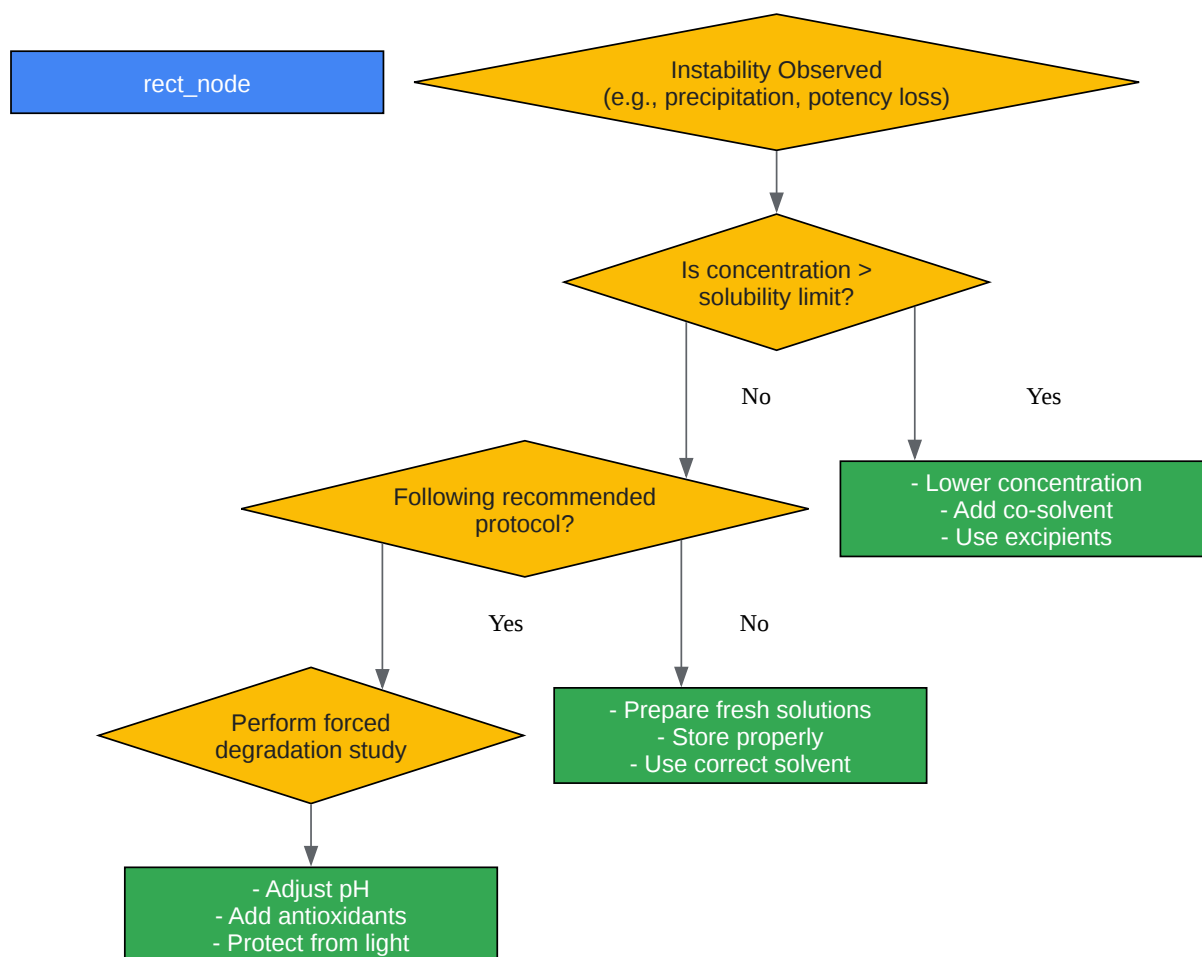 rect_node
Instability Observed
(e.g., precipitation, potency loss)
Is concentration >
solubility limit?
No
Yes
- Lower concentration
- Add co-solvent
- Use excipients
Following recommended
protocol?
Yes
No
Perform forced
degradation study
- Prepare fresh solutions
- Store properly
- Use correct solvent
- Adjust pH
- Add antioxidants
- Protect from light